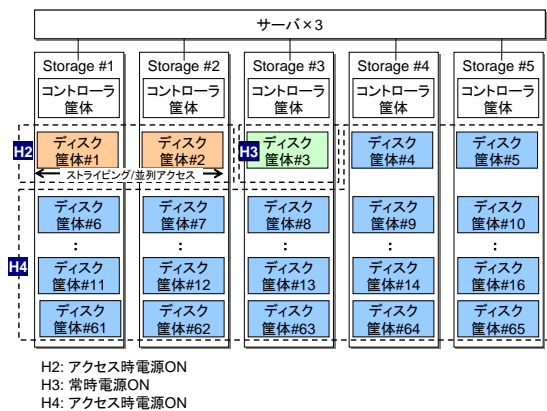 サーバ×3
Storage #1 Storage #2 Storage #3 Storage #4 Storage #5
コントローラ コントローラ コントローラ コントローラ コントローラ
筐体 筐体 筐体 筐体 筐体
H2 ディスク ディスク H3 ディスク ディスク ディスク
筐体#1 筐体#2 筐体#3 筐体#4 筐体#5
ストライピング/並列アクセス
ディスク ディスク ディスク ディスク ディスク
筐体#6 筐体#7 筐体#8 筐体#9 筐体#10
: : : : :
H4 ディスク ディスク ディスク ディスク ディスク
筐体#11 筐体#12 筐体#13 筐体#14 筐体#16
ディスク ディスク ディスク ディスク ディスク
筐体#61 筐体#62 筐体#63 筐体#64 筐体#65
H2: アクセス時電源ON
H3: 常時電源ON
H4: アクセス時電源ON